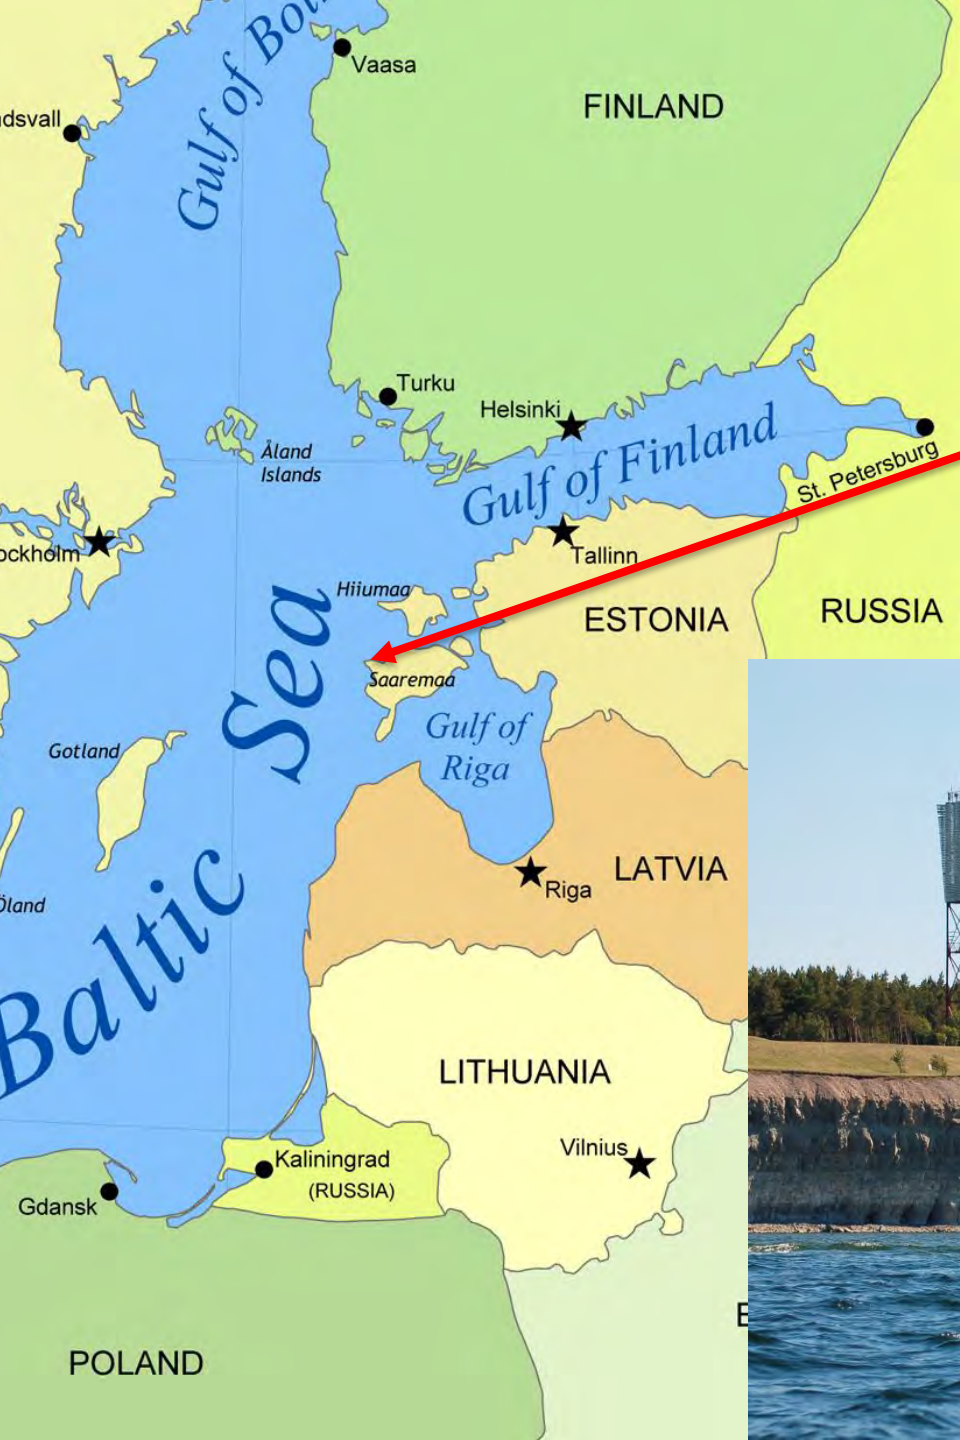 Gulf of Bot
Vaasa
FINLAND
dsvall
Turku
Helsinki
Åland
Islands
Gulf of Finland
St. Petersburg
ockholm
Tallinn
Hiiumaa
ESTONIA
RUSSIA
Saaremaa
Gotland
Gulf of
Riga
Baltic Sea
LATVIA
Riga
Öland
LITHUANIA
Vilnius
Kaliningrad
(RUSSIA)
Gdansk
POLAND